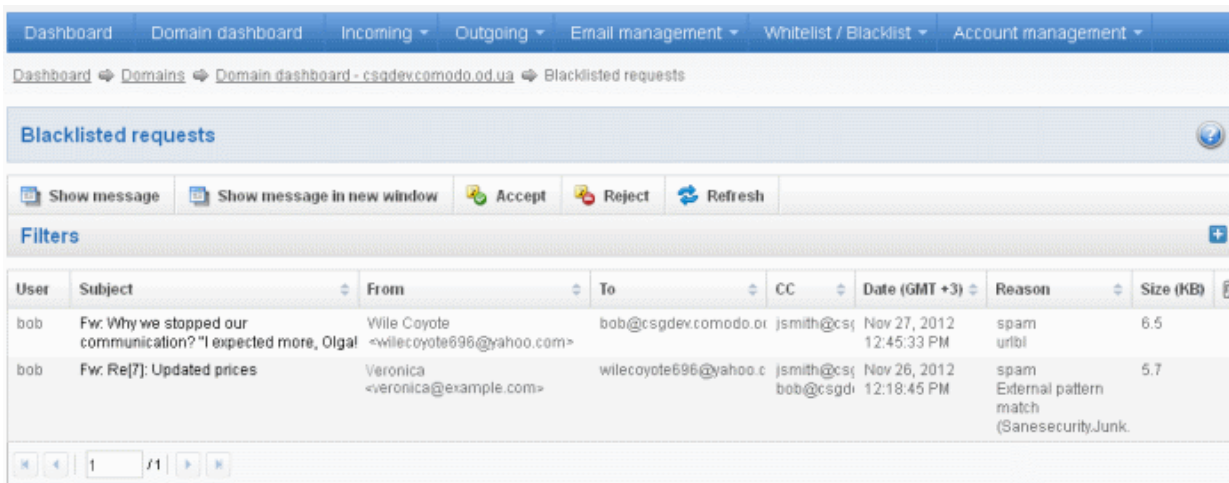 Dashboard Domain dashboard Incoming Outgoing Email management Whitelist / Blacklist Account management
Dashboard Domains Domain dashboard - csgdev.comodo.od.ua Blacklisted requests
Blacklisted requests
Show message Show message in new window Accept Reject Refresh
Filters
User Subject From To CC Date (GMT +3) Reason Size (KB)
bob Fw: Why we stopped our Wile Coyote bob@csgdev.comodo.o jsmith@cs Nov 27, 2012 spam 6.5
communication? "I expected more, Olga! <wilecoyote696@yahoo.com> 12:45:33 PM urlbl
bob Fw: Re[7]: Updated prices Veronica wilecoyote696@yahoo.c jsmith@cs Nov 26, 2012 spam 5.7
<veronica@example.com> bob@csgd 12:18:45 PM External pattern
match
(Sanesecurity.Junk.
1 /1